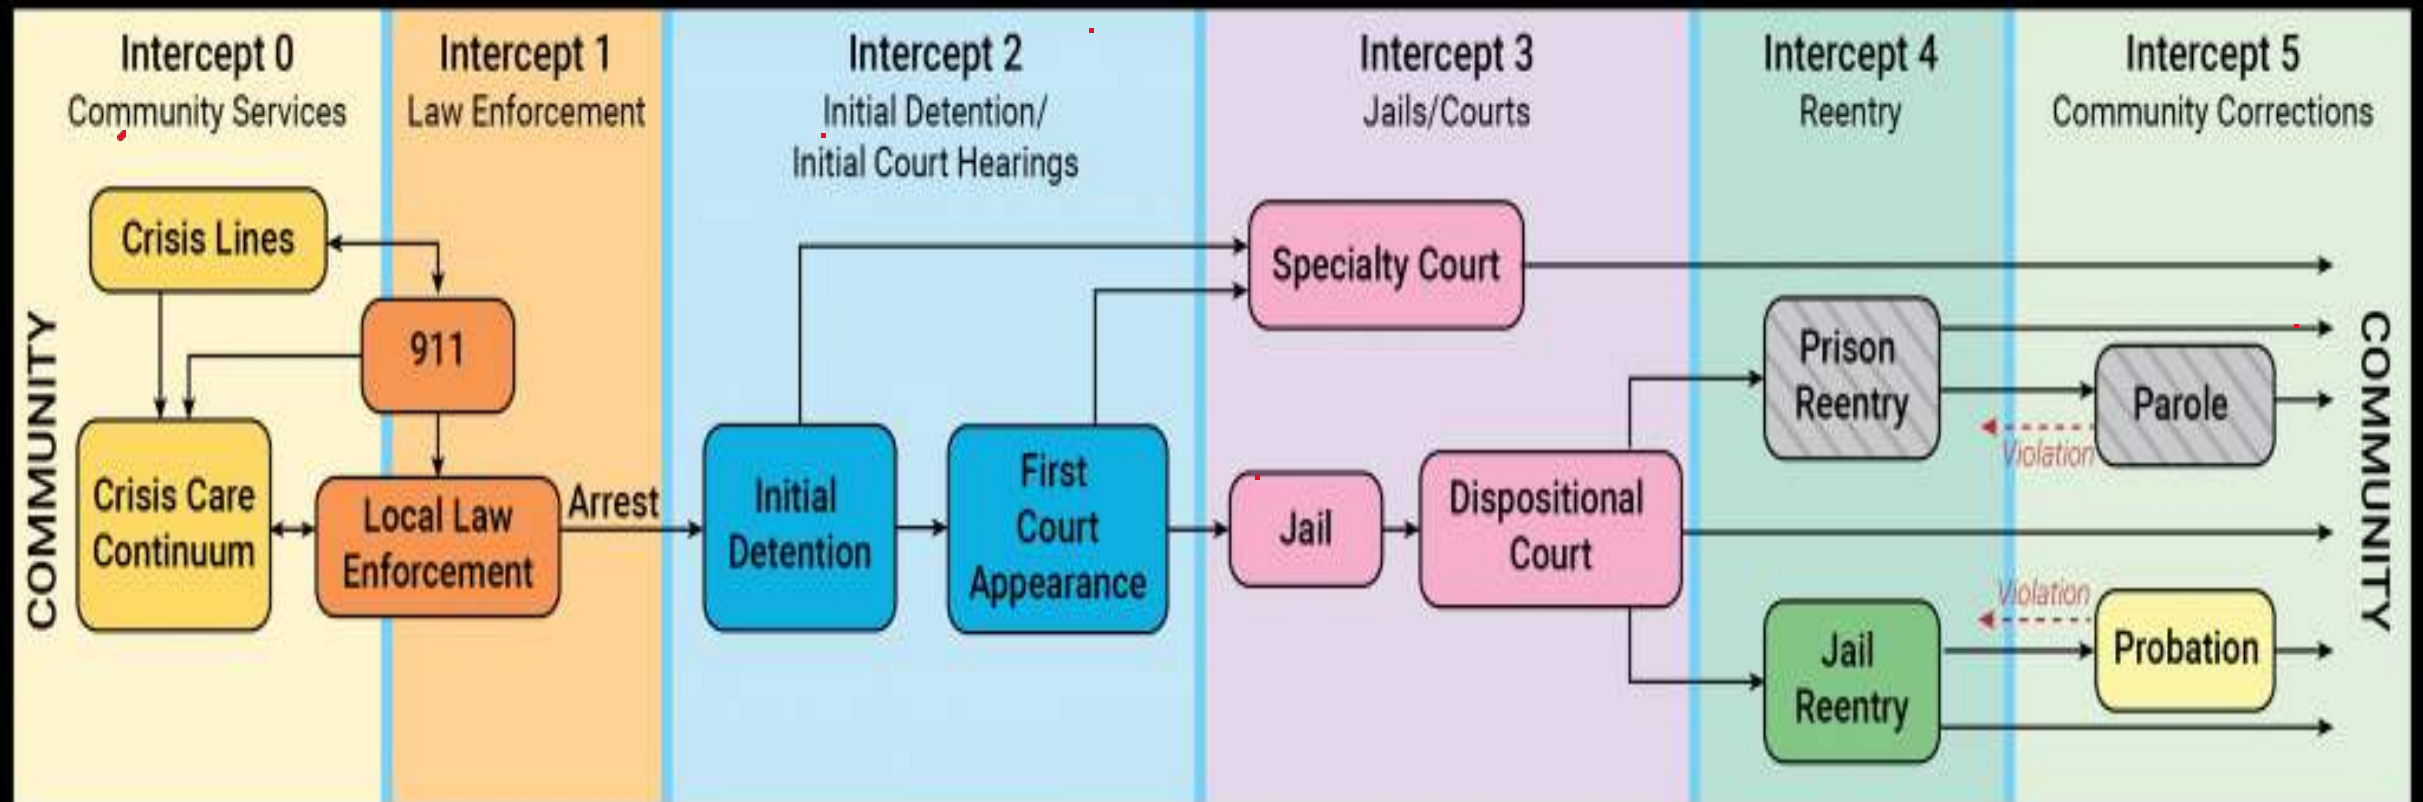 Intercept 0
Community Services
Intercept 1
Law Enforcement
Intercept 2
Initial Detention/
Initial Court Hearings
Intercept 3
Jails/Courts
Intercept 4
Reentry
Intercept 5
Community Corrections
COMMUNITY
Crisis Lines
911
Crisis Care
Continuum
Local Law
Enforcement
Arrest
Initial
Detention
First
Court
Appearance
Specialty Court
Jail
Dispositional
Court
Prison
Reentry
Parole
Violation
Violation
Jail
Reentry
Probation
COMMUNITY